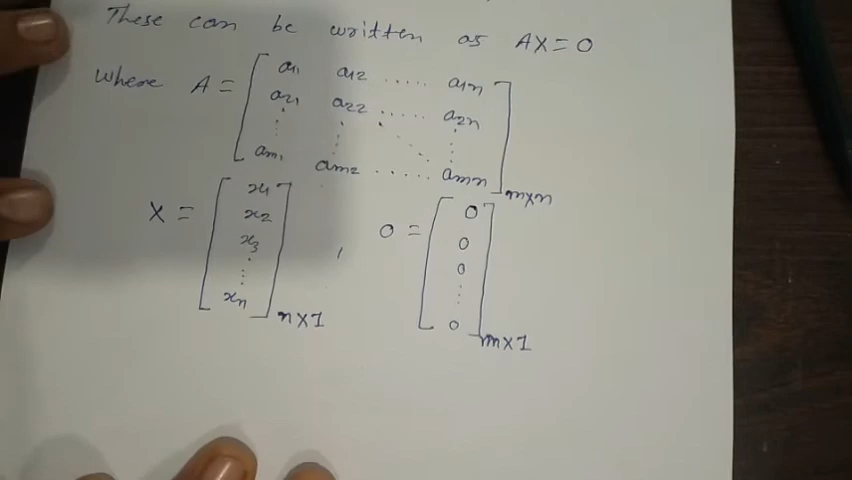 These can be written as AX = 0
where A = [ a11 a12 ...... a1n
a21 a22 ...... a2n
⋮ ⋮ ⋱ ⋮
am1 am2 ...... amn ] m×n
X = [ x1
x2
x3
⋮
xn ] n×1
,
0 = [ 0
0
0
⋮
0 ] m×1